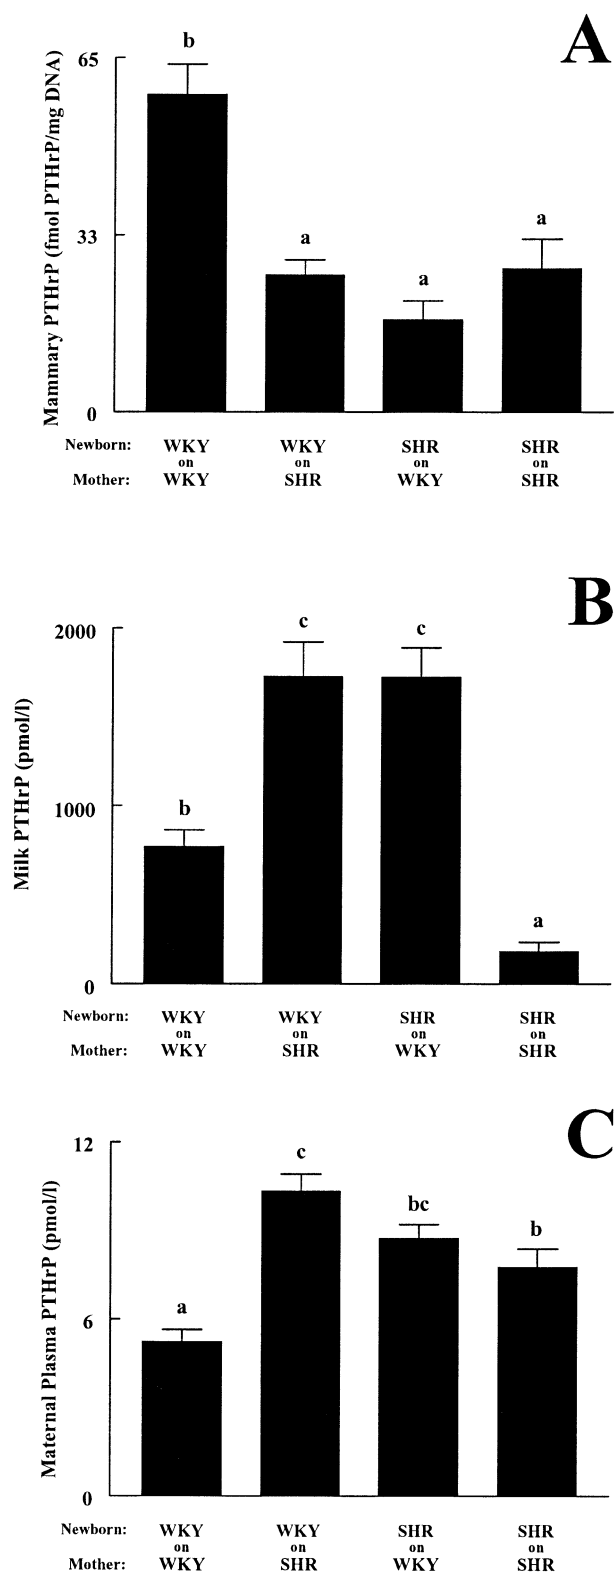 A
b
65
a
a
a
33
0
Mammary PTHrP (fmol PTHrP/mg DNA)
Newborn: WKY WKY SHR SHR
on on on on
Mother: WKY SHR WKY SHR
B
c c
2000
b
1000
a
0
Milk PTHrP (pmol/l)
Newborn: WKY WKY SHR SHR
on on on on
Mother: WKY SHR WKY SHR
C
12
c
bc
b
a
6
0
Maternal Plasma PTHrP (pmol/l)
Newborn: WKY WKY SHR SHR
on on on on
Mother: WKY SHR WKY SHR